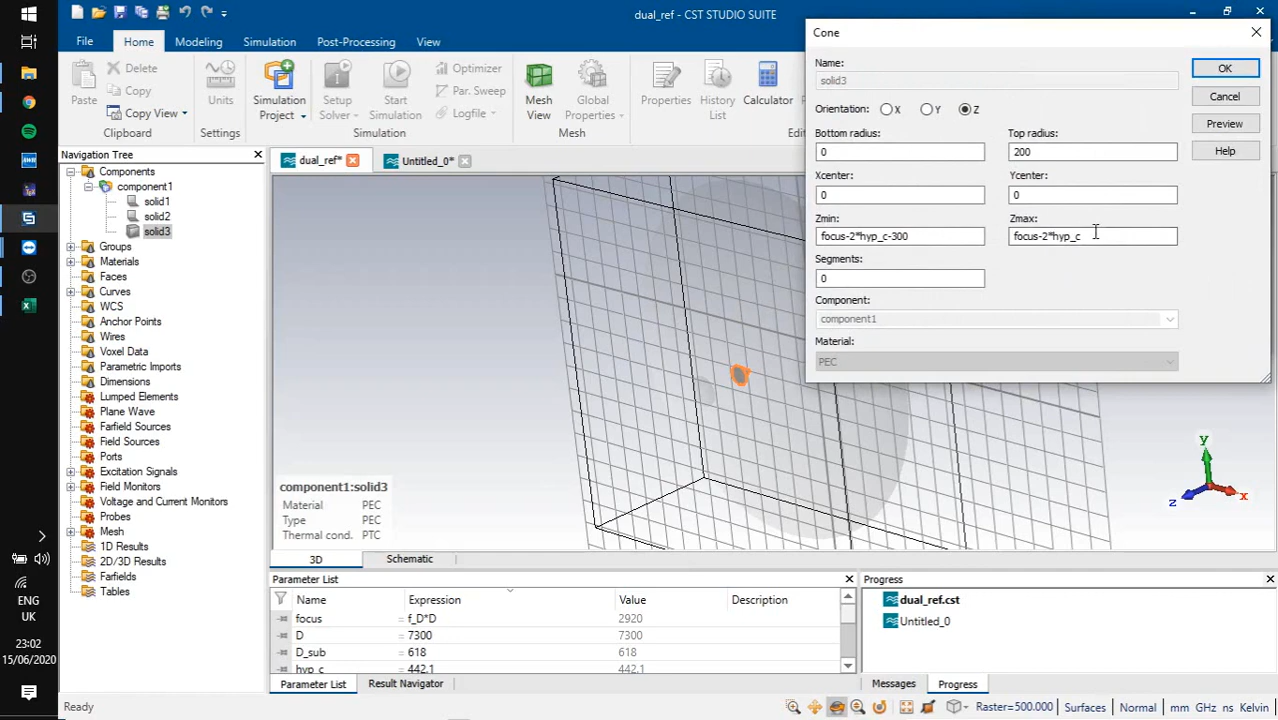 dual_ref - CST STUDIO SUITE
File
Home
Modeling
Simulation
Post-Processing
View
Paste
Delete
Copy
Copy View
Clipboard
Units
Settings
Simulation
Project
Setup
Solver
Start
Simulation
Optimizer
Par. Sweep
Logfile
Simulation
Mesh
View
Global
Properties
Mesh
Properties
History
List
Calculator
Edi
Navigation Tree
dual_ref*
Untitled_0*
Components
component1
solid1
solid2
solid3
Groups
Materials
Faces
Curves
WCS
Anchor Points
Wires
Voxel Data
Parametric Imports
Dimensions
Lumped Elements
Plane Wave
Farfield Sources
Field Sources
Ports
Excitation Signals
Field Monitors
Voltage and Current Monitors
Probes
Mesh
1D Results
2D/3D Results
Farfields
Tables
Cone
Name:
solid3
Orientation:
X
Y
Z
Bottom radius:
Top radius:
0
200
Xcenter:
Ycenter:
0
0
Zmin:
Zmax:
focus-2*hyp_c-300
focus-2*hyp_c
Segments:
0
Component:
component1
Material:
PEC
OK
Cancel
Preview
Help
component1:solid3
Material PEC
Type PEC
Thermal cond. PTC
y
x
z
3D
Schematic
Parameter List
Name Expression Value Description
focus = f_D*D 2920
D = 7300 7300
D_sub = 618 618
hyp_c = 442.1 442.1
Parameter List
Result Navigator
Progress
dual_ref.cst
Untitled_0
Messages
Progress
Ready
Raster=500.000 Surfaces Normal mm GHz ns Kelvin
ENG
UK
23:02
15/06/2020